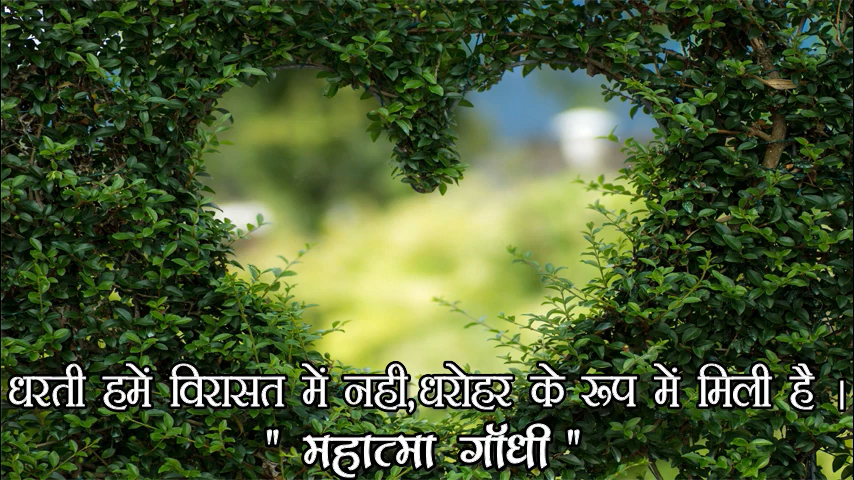 धरती हमें विरासत में नही,धरोहर के रूप में मिली है ।
" महात्मा गाँधी "